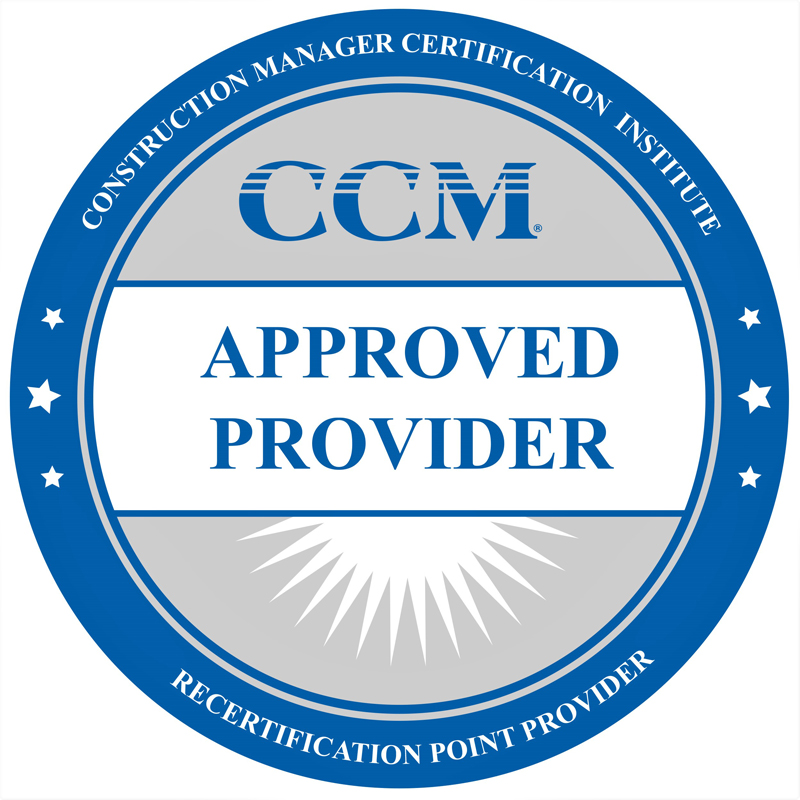 CONSTRUCTION MANAGER CERTIFICATION INSTITUTE
CCM®
APPROVED
PROVIDER
RECERTIFICATION POINT PROVIDER